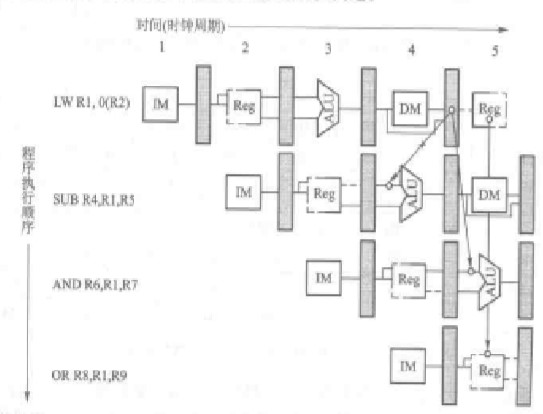 时间(时钟周期)
1 2 3 4 5
LW R1, 0(R2) IM Reg ALU DM Reg
程序执行顺序
SUB R4,R1,R5 IM Reg ALU DM
AND R6,R1,R7 IM Reg ALU
OR R8,R1,R9 IM Reg